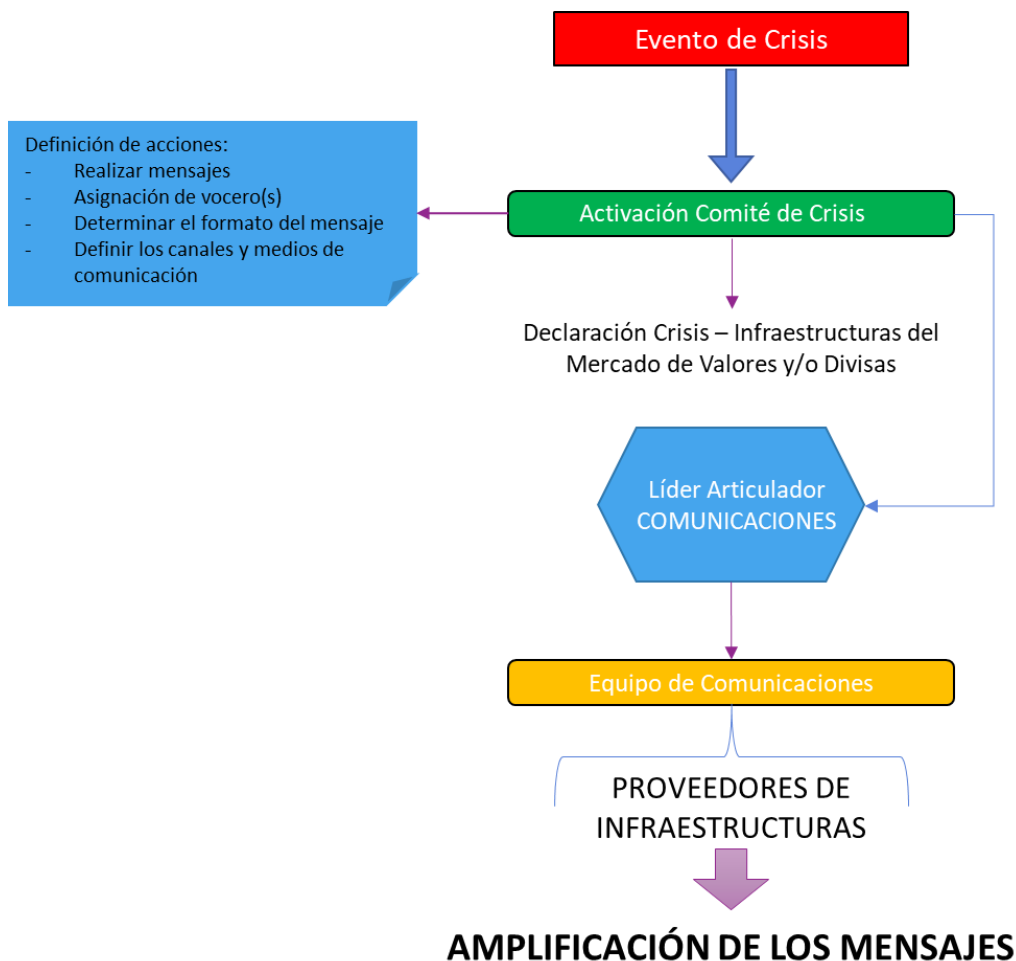 Evento de Crisis
Definición de acciones:
- Realizar mensajes
- Asignación de vocero(s)
- Determinar el formato del mensaje
- Definir los canales y medios de
comunicación
Activación Comité de Crisis
Declaración Crisis – Infraestructuras del
Mercado de Valores y/o Divisas
Líder Articulador
COMUNICACIONES
Equipo de Comunicaciones
PROVEEDORES DE
INFRAESTRUCTURAS
AMPLIFICACIÓN DE LOS MENSAJES